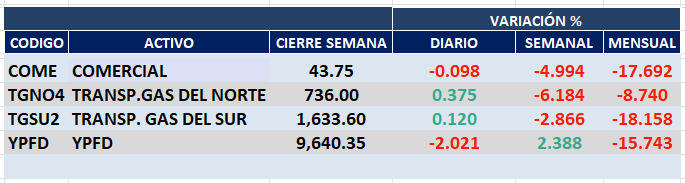 VARIACIÓN %
CODIGO ACTIVO CIERRE SEMANA DIARIO SEMANAL MENSUAL
COME COMERCIAL 43.75 -0.098 -4.994 -17.692
TGNO4 TRANSP.GAS DEL NORTE 736.00 0.375 -6.184 -8.740
TGSU2 TRANSP. GAS DEL SUR 1,633.60 0.120 -2.866 -18.158
YPFD YPFD 9,640.35 -2.021 2.388 -15.743